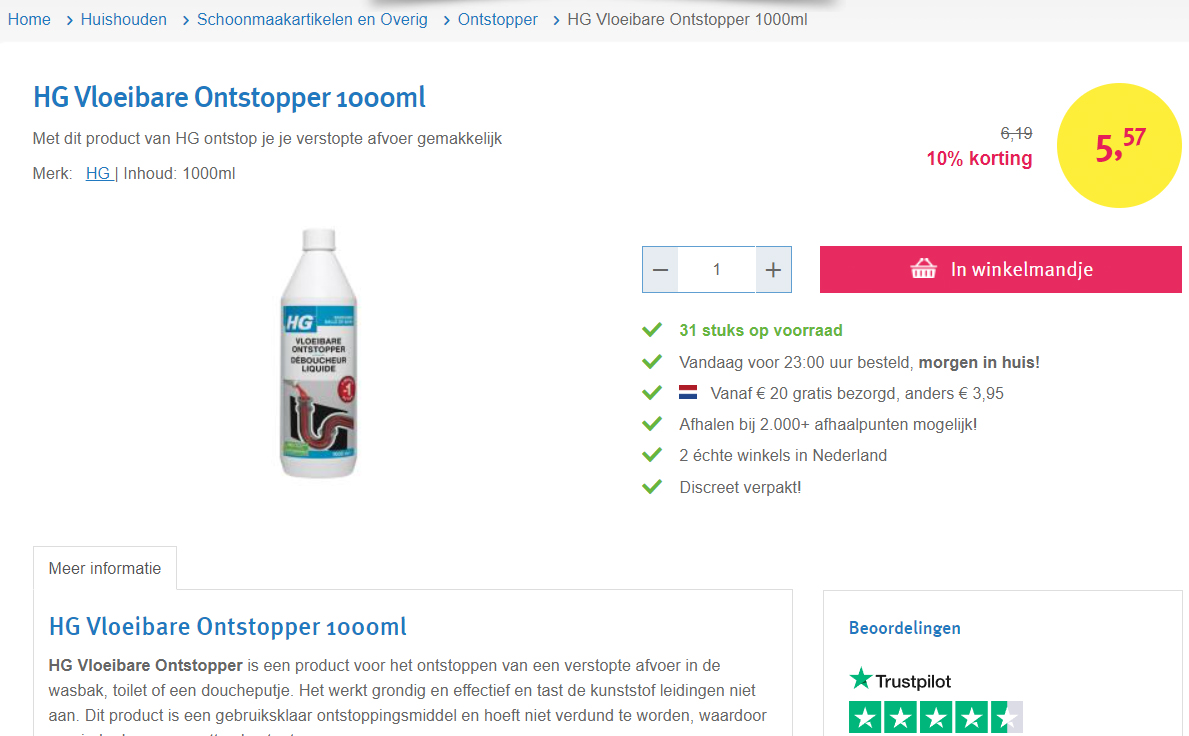 Home > Huishouden > Schoonmaakartikelen en Overig > Ontstopper > HG Vloeibare Ontstopper 1000ml
HG Vloeibare Ontstopper 1000ml
Met dit product van HG ontstop je je verstopte afvoer gemakkelijk
Merk: HG | Inhoud: 1000ml
6,19
10% korting
5,57
HG
VLOEIBARE
ONTSTOPPER
DÉBOUCHEUR
LIQUIDE
− 1 +
In winkelmandje
31 stuks op voorraad
Vandaag voor 23:00 uur besteld, morgen in huis!
Vanaf € 20 gratis bezorgd, anders € 3,95
Afhalen bij 2.000+ afhaalpunten mogelijk!
2 échte winkels in Nederland
Discreet verpakt!
Meer informatie
HG Vloeibare Ontstopper 1000ml
HG Vloeibare Ontstopper is een product voor het ontstoppen van een verstopte afvoer in de
wasbak, toilet of een doucheputje. Het werkt grondig en effectief en tast de kunststof leidingen niet
aan. Dit product is een gebruiksklaar ontstoppingsmiddel en hoeft niet verdund te worden, waardoor
Beoordelingen
Trustpilot